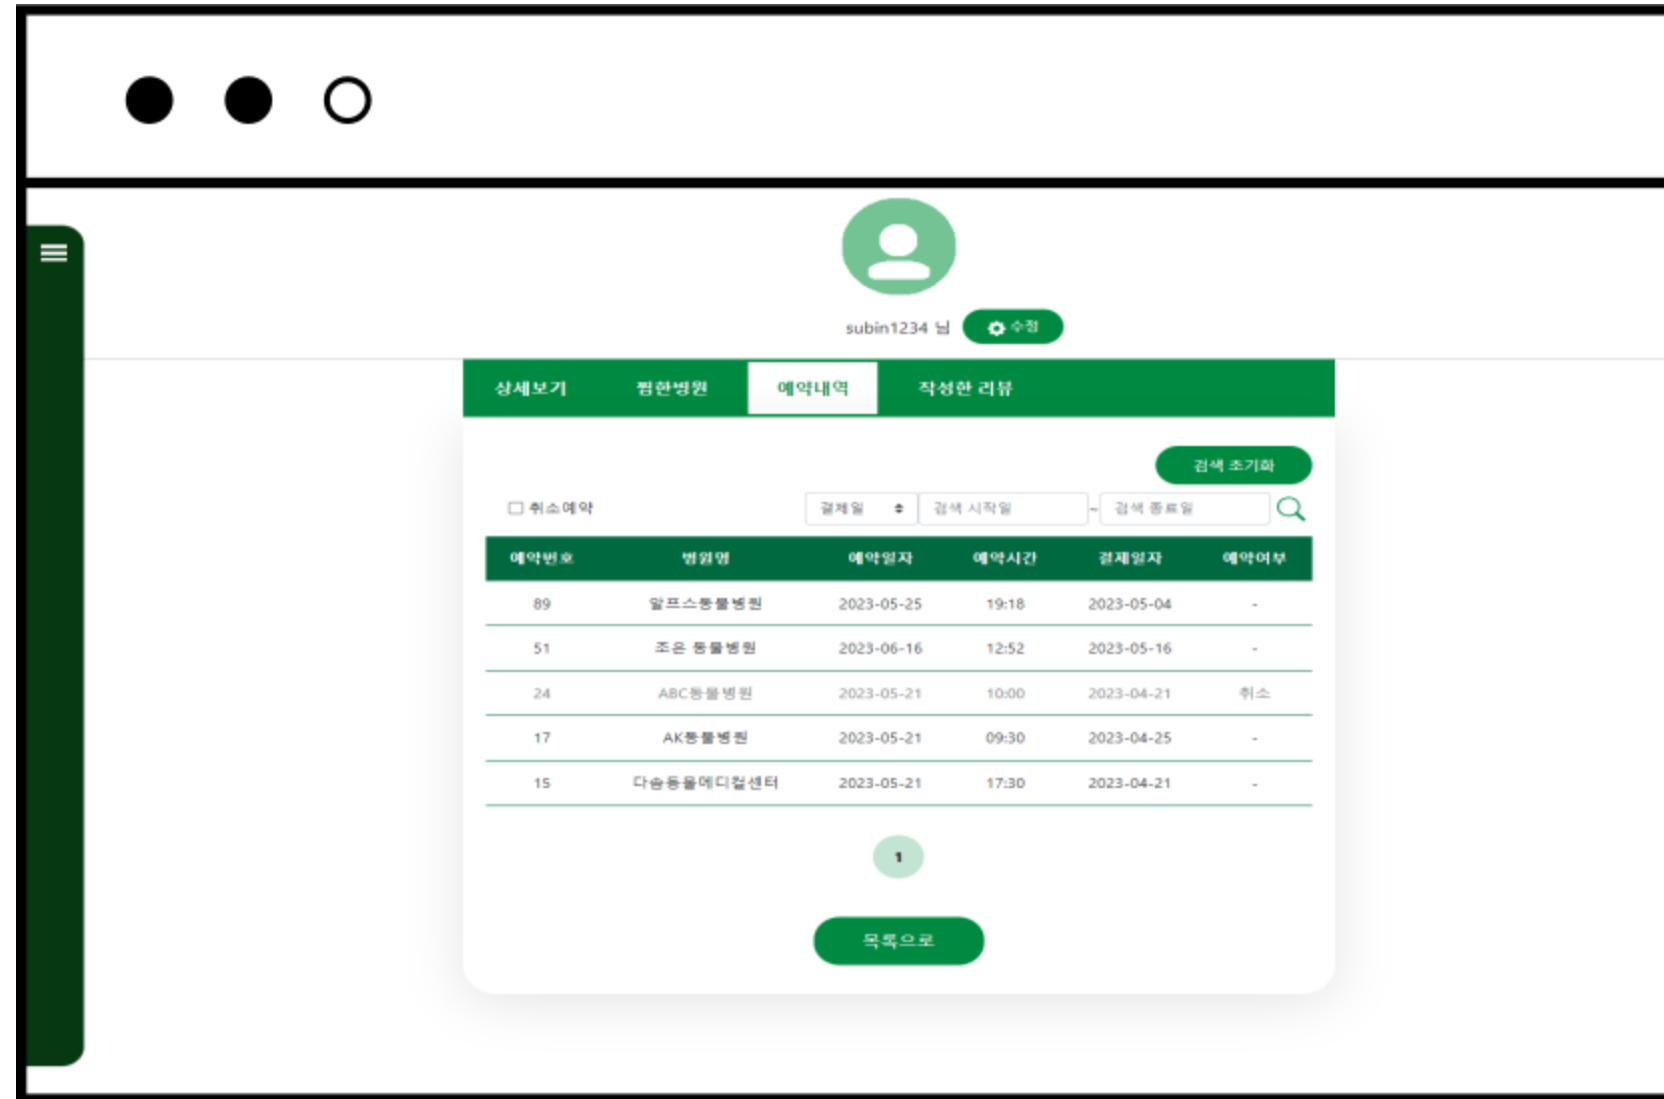 subin1234 님 수정
상세보기 찜한병원 예약내역 작성한 리뷰
검색 초기화
취소예약 결제일 검색 시작일 ~ 검색 종료일
예약번호 병원명 예약일자 예약시간 결제일자 예약여부
89 알프스동물병원 2023-05-25 19:18 2023-05-04 -
51 조은 동물병원 2023-06-16 12:52 2023-05-16 -
24 ABC동물병원 2023-05-21 10:00 2023-04-21 취소
17 AK동물병원 2023-05-21 09:30 2023-04-25 -
15 다솜동물메디컬센터 2023-05-21 17:30 2023-04-21 -
1
목록으로